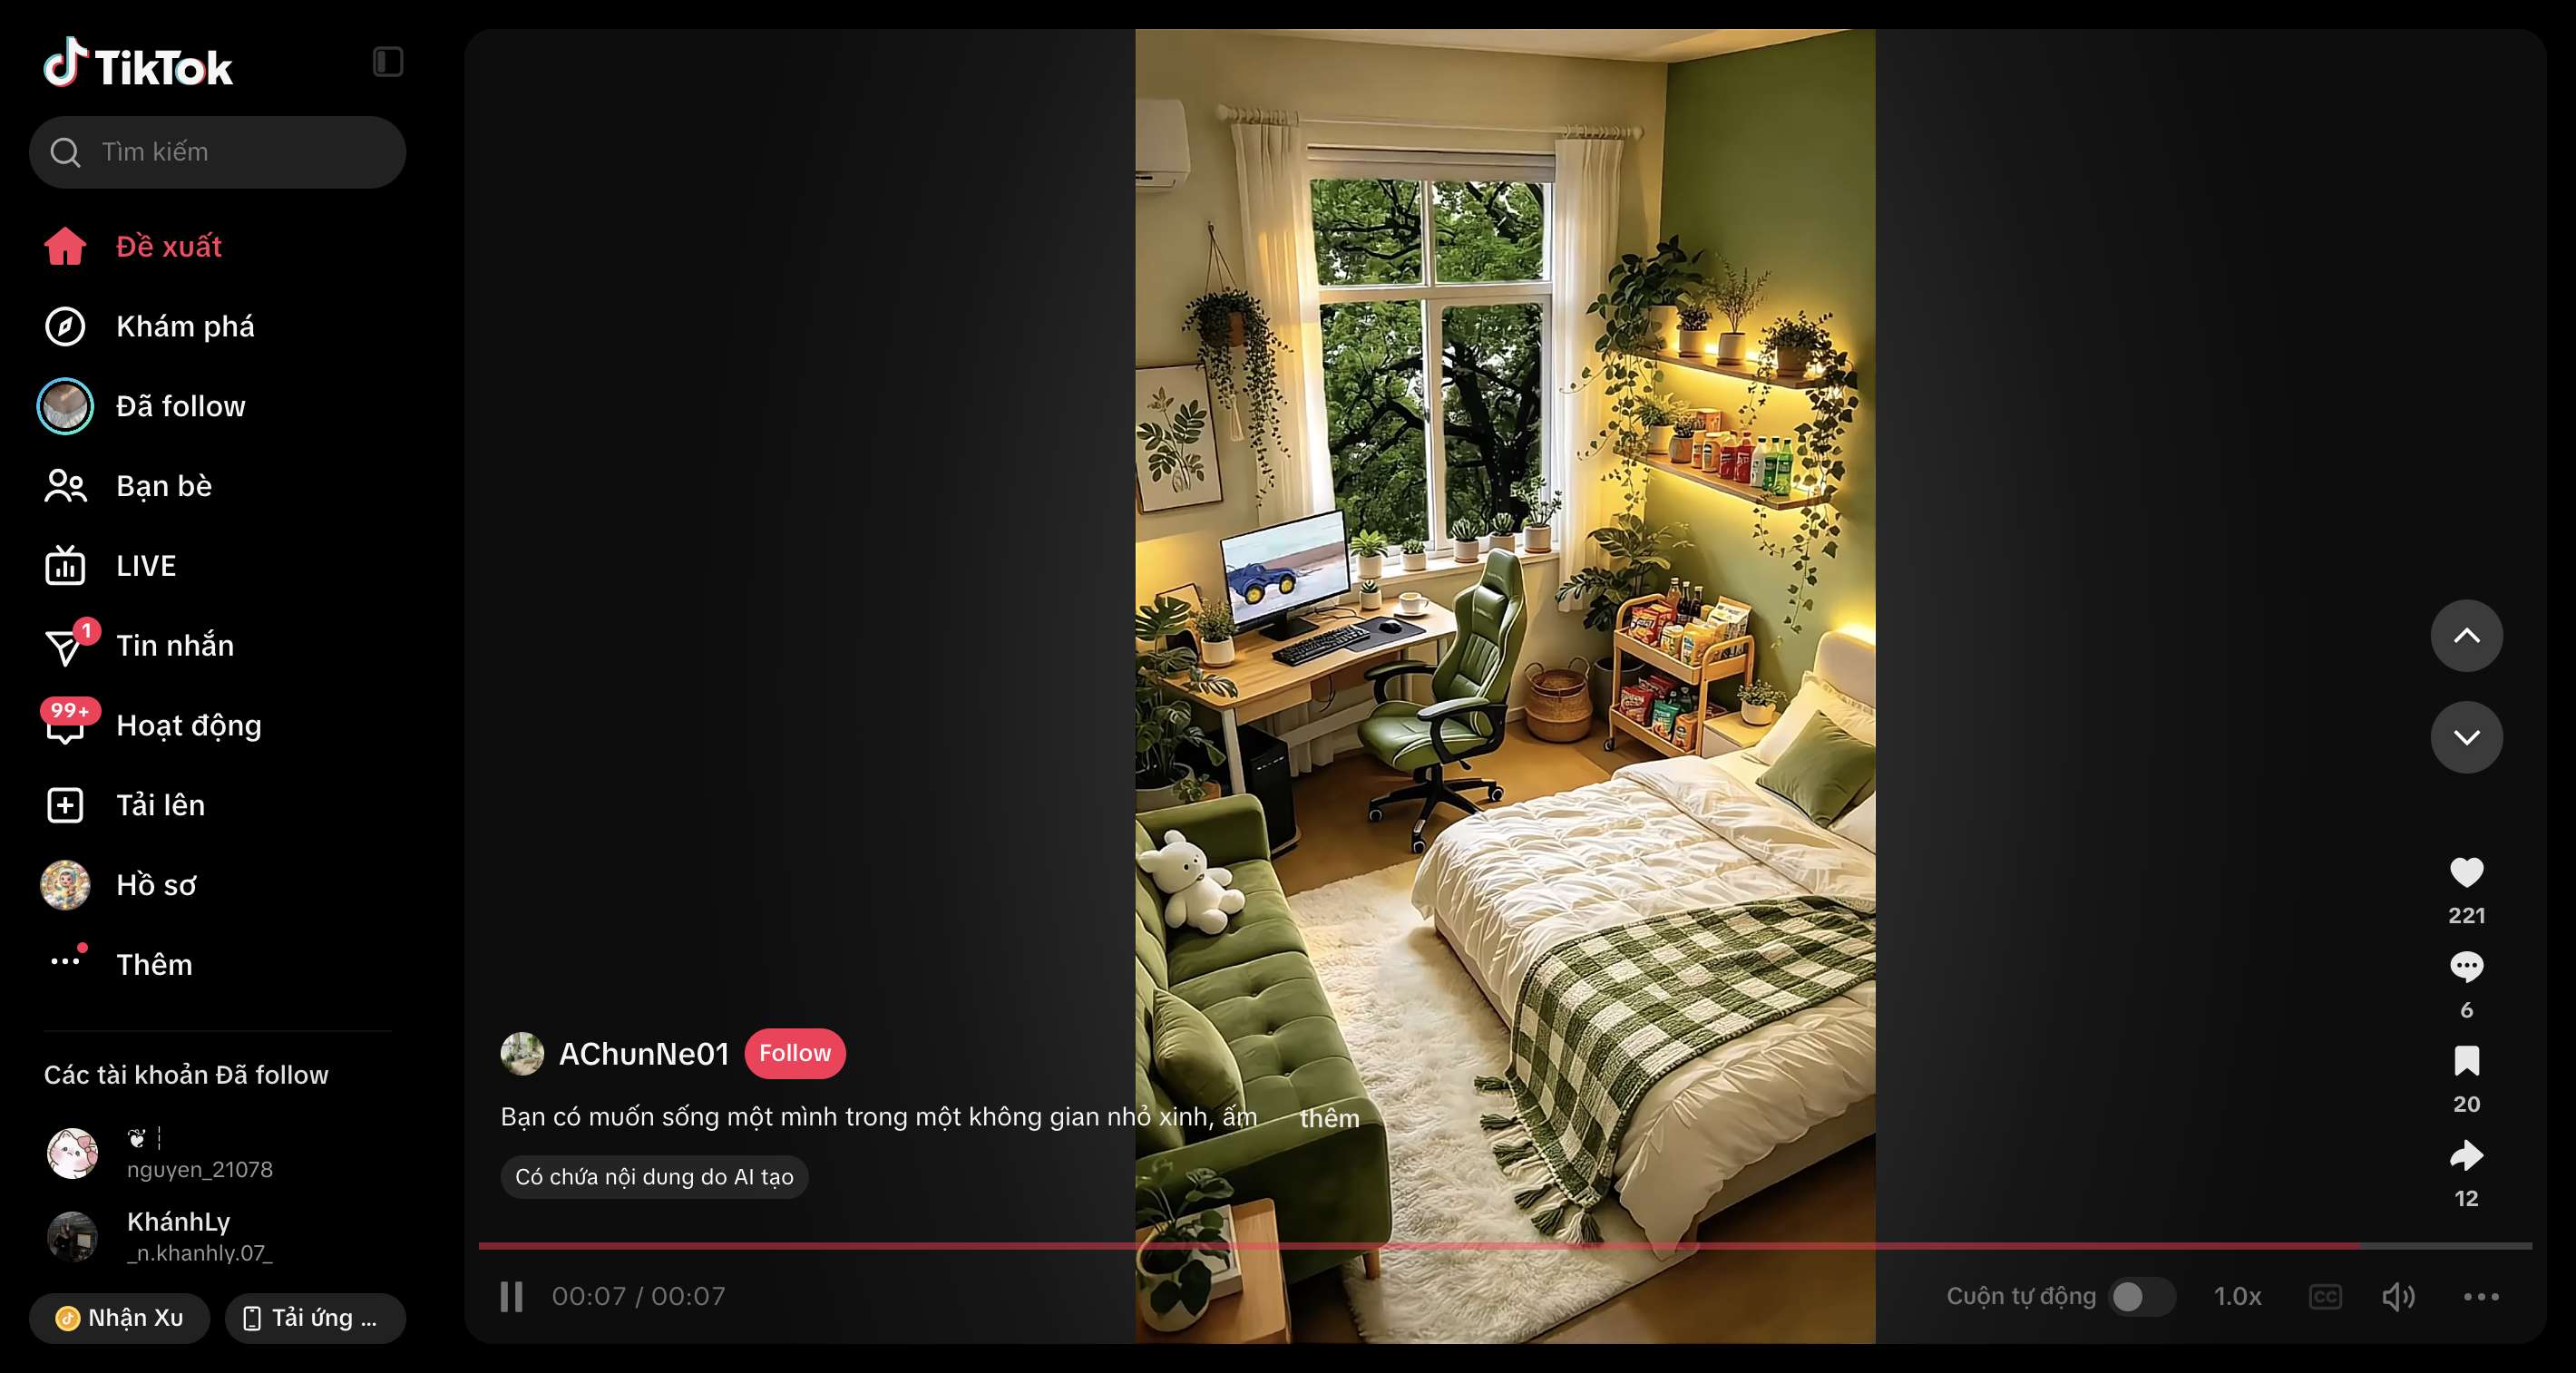 TikTok
Tìm kiếm
Đề xuất
Khám phá
Đã follow
Bạn bè
LIVE
1
Tin nhắn
99+
Hoạt động
Tải lên
Hồ sơ
Thêm
Các tài khoản Đã follow
nguyen_21078
KhánhLy
_n.khanhly.07_
Nhận Xu
Tải ứng ...
AChunNe01 Follow
Bạn có muốn sống một mình trong một không gian nhỏ xinh, ấm thêm
Có chứa nội dung do AI tạo
00:07 / 00:07
221
6
20
12
Cuộn tự động 1.0x CC